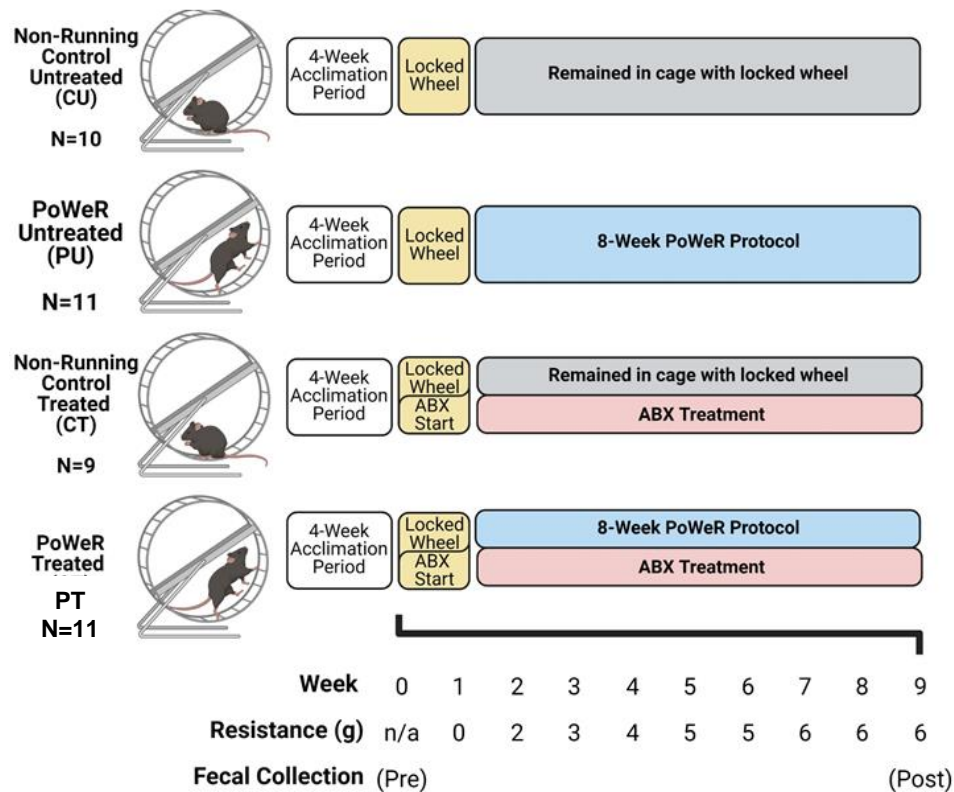 Non-Running
Control
Untreated
(CU)
N=10
4-Week
Acclimation
Period
Locked
Wheel
Remained in cage with locked wheel
PoWeR
Untreated
(PU)
N=11
4-Week
Acclimation
Period
Locked
Wheel
8-Week PoWeR Protocol
Non-Running
Control
Treated
(CT)
N=9
4-Week
Acclimation
Period
Locked
Wheel
ABX
Start
Remained in cage with locked wheel
ABX Treatment
PoWeR
Treated
PT
N=11
4-Week
Acclimation
Period
Locked
Wheel
ABX
Start
8-Week PoWeR Protocol
ABX Treatment
Week 0 1 2 3 4 5 6 7 8 9
Resistance (g) n/a 0 2 3 4 5 5 6 6 6
Fecal Collection (Pre) (Post)